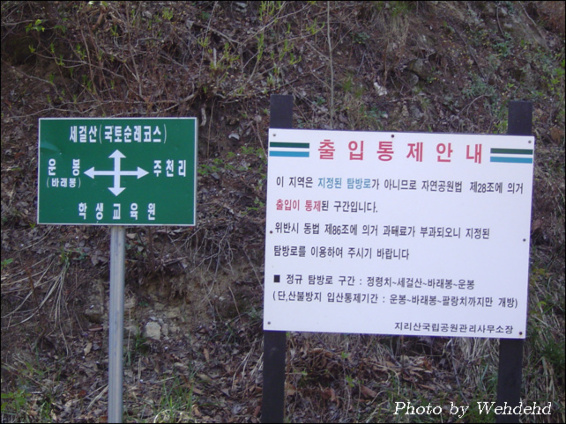 세걸산(국토순례코스)
운봉
(바래봉)
주천리
학생교육원
출입통제안내
이 지역은 지정된 탐방로가 아니므로 자연공원법 제28조에 의거
출입이 통제된 구간입니다.
위반시 동법 제86조에 의거 과태료가 부과되오니 지정된
탐방로를 이용하여 주시기 바랍니다
■ 정규 탐방로 구간 : 정령치~세걸산~바래봉~운봉
(단,산불방지 입산통제기간 : 운봉~바래봉~팔랑치까지만 개방)
지리산국립공원관리사무소장
Photo by Wehdehd